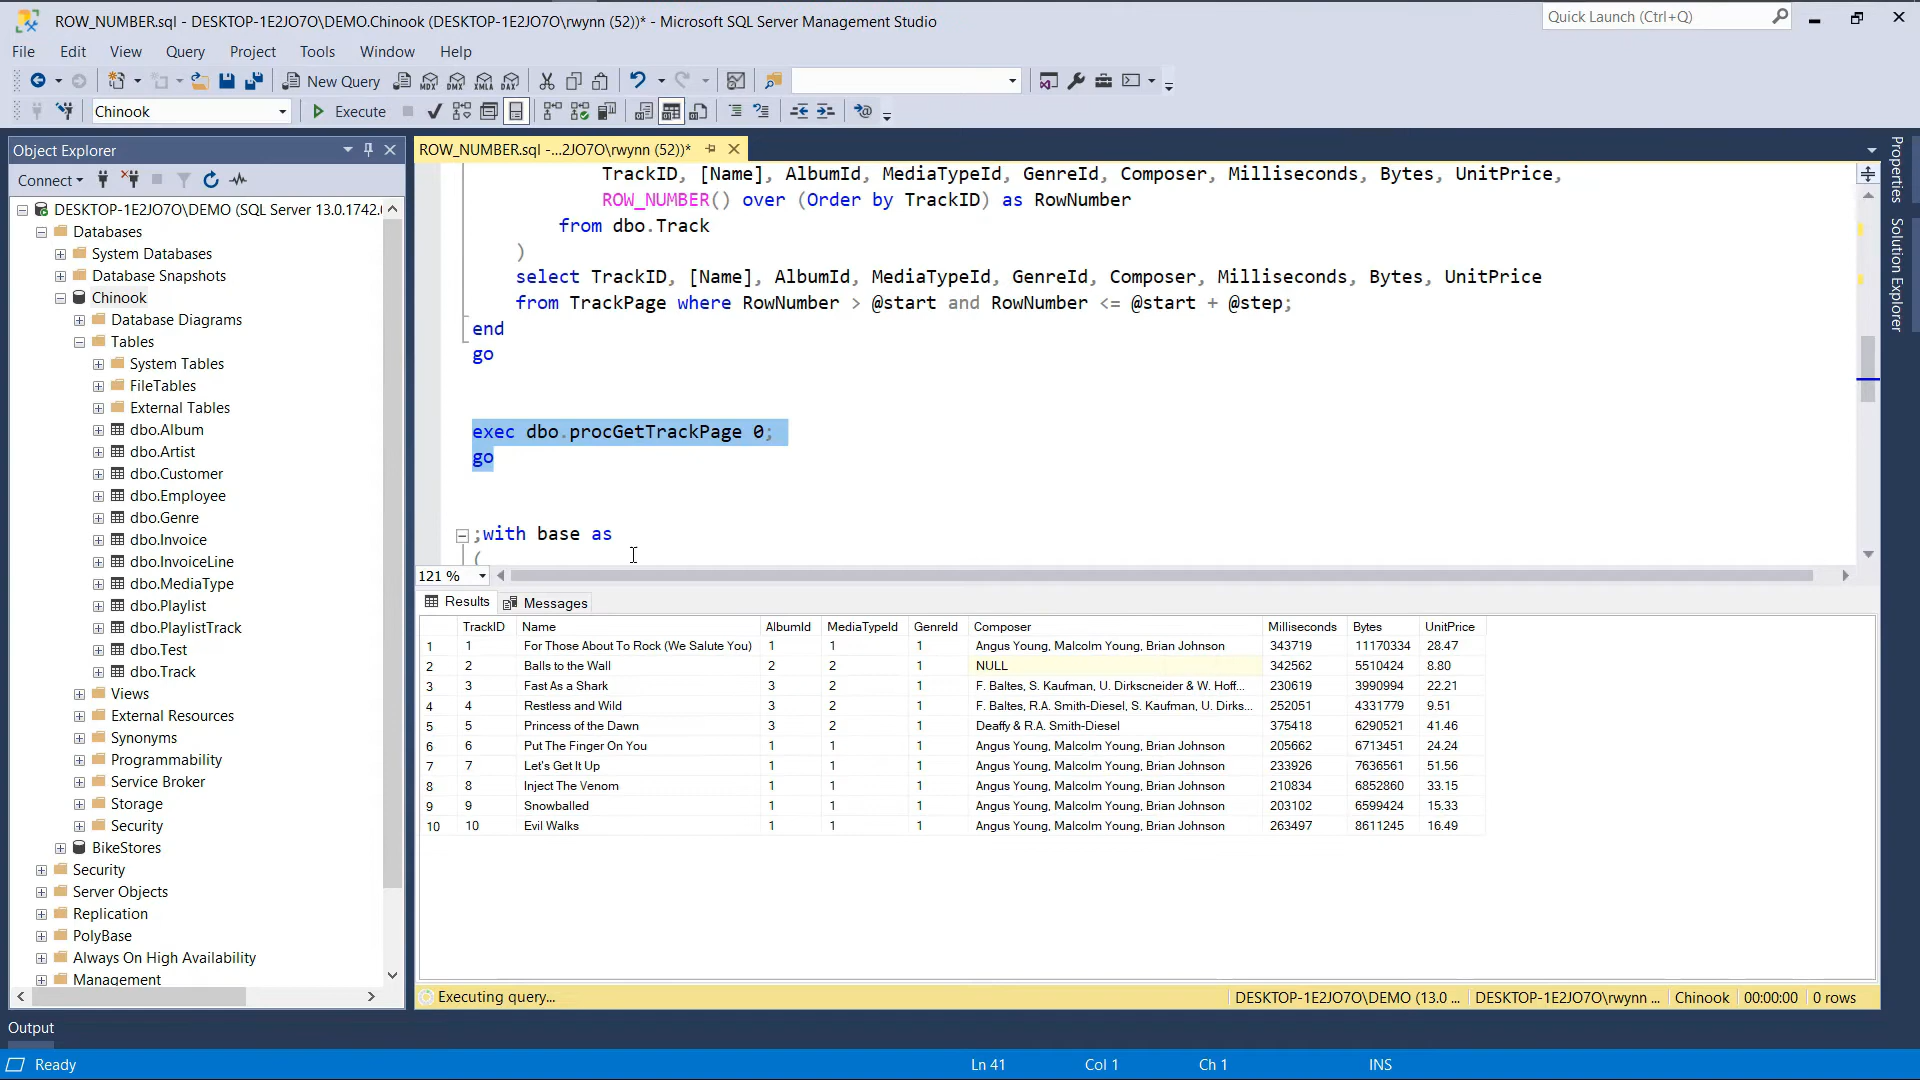 ROW_NUMBER.sql - DESKTOP-1E2JO7O\DEMO.Chinook (DESKTOP-1E2JO7O\rwynn (52))* - Microsoft SQL Server Management Studio
Quick Launch (Ctrl+Q)
File Edit View Query Project Tools Window Help
New Query
MDX DMX XMLA DAX
Chinook
Execute
Object Explorer
Connect
DESKTOP-1E2JO7O\DEMO (SQL Server 13.0.1742.0
Databases
System Databases
Database Snapshots
Chinook
Database Diagrams
Tables
System Tables
FileTables
External Tables
dbo.Album
dbo.Artist
dbo.Customer
dbo.Employee
dbo.Genre
dbo.Invoice
dbo.InvoiceLine
dbo.MediaType
dbo.Playlist
dbo.PlaylistTrack
dbo.Test
dbo.Track
Views
External Resources
Synonyms
Programmability
Service Broker
Storage
Security
BikeStores
Security
Server Objects
Replication
PolyBase
Always On High Availability
Management
ROW_NUMBER.sql -...2JO7O\rwynn (52))*
TrackID, [Name], AlbumId, MediaTypeId, GenreId, Composer, Milliseconds, Bytes, UnitPrice,
ROW_NUMBER() over (Order by TrackID) as RowNumber
from dbo.Track
)
select TrackID, [Name], AlbumId, MediaTypeId, GenreId, Composer, Milliseconds, Bytes, UnitPrice
from TrackPage where RowNumber > @start and RowNumber <= @start + @step;
end
go
exec dbo.procGetTrackPage 0;
go
;with base as
(
121 %
Results Messages
TrackID Name AlbumId MediaTypeId GenreId Composer Milliseconds Bytes UnitPrice
1 1 For Those About To Rock (We Salute You) 1 1 1 Angus Young, Malcolm Young, Brian Johnson 343719 11170334 28.47
2 2 Balls to the Wall 2 2 1 NULL 342562 5510424 8.80
3 3 Fast As a Shark 3 2 1 F. Baltes, S. Kaufman, U. Dirkscneider & W. Hoff... 230619 3990994 22.21
4 4 Restless and Wild 3 2 1 F. Baltes, R.A. Smith-Diesel, S. Kaufman, U. Dirks... 252051 4331779 9.51
5 5 Princess of the Dawn 3 2 1 Deaffy & R.A. Smith-Diesel 375418 6290521 41.46
6 6 Put The Finger On You 1 1 1 Angus Young, Malcolm Young, Brian Johnson 205662 6713451 24.24
7 7 Let's Get It Up 1 1 1 Angus Young, Malcolm Young, Brian Johnson 233926 7636561 51.56
8 8 Inject The Venom 1 1 1 Angus Young, Malcolm Young, Brian Johnson 210834 6852860 33.15
9 9 Snowballed 1 1 1 Angus Young, Malcolm Young, Brian Johnson 203102 6599424 15.33
10 10 Evil Walks 1 1 1 Angus Young, Malcolm Young, Brian Johnson 263497 8611245 16.49
Executing query... DESKTOP-1E2JO7O\DEMO (13.0 ... DESKTOP-1E2JO7O\rwynn ... Chinook 00:00:00 0 rows
Properties
Solution Explorer
Output
Ready Ln 41 Col 1 Ch 1 INS